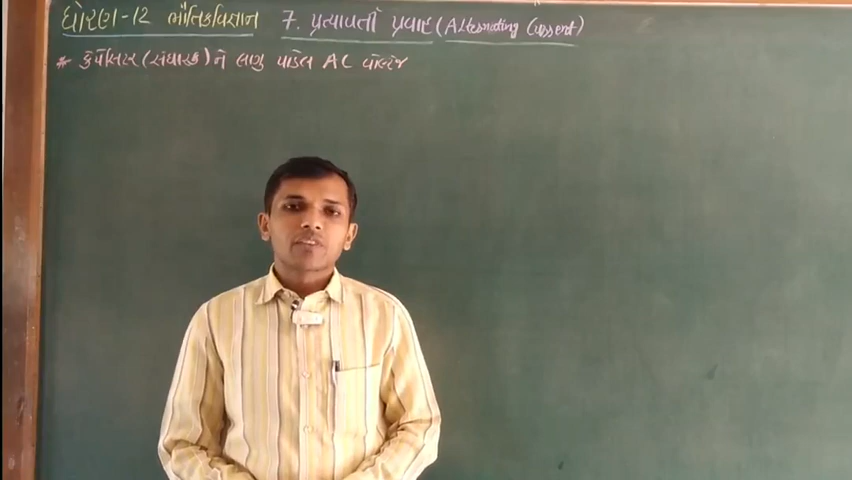 ધોરણ-12 ભૌતિકવિજ્ઞાન 7. પ્રત્યાવર્તી પ્રવાહ (Alternating Current)
* કેપેસિટર (સંધારક) ને લાગુ પાડેલ AC વોલ્ટેજ